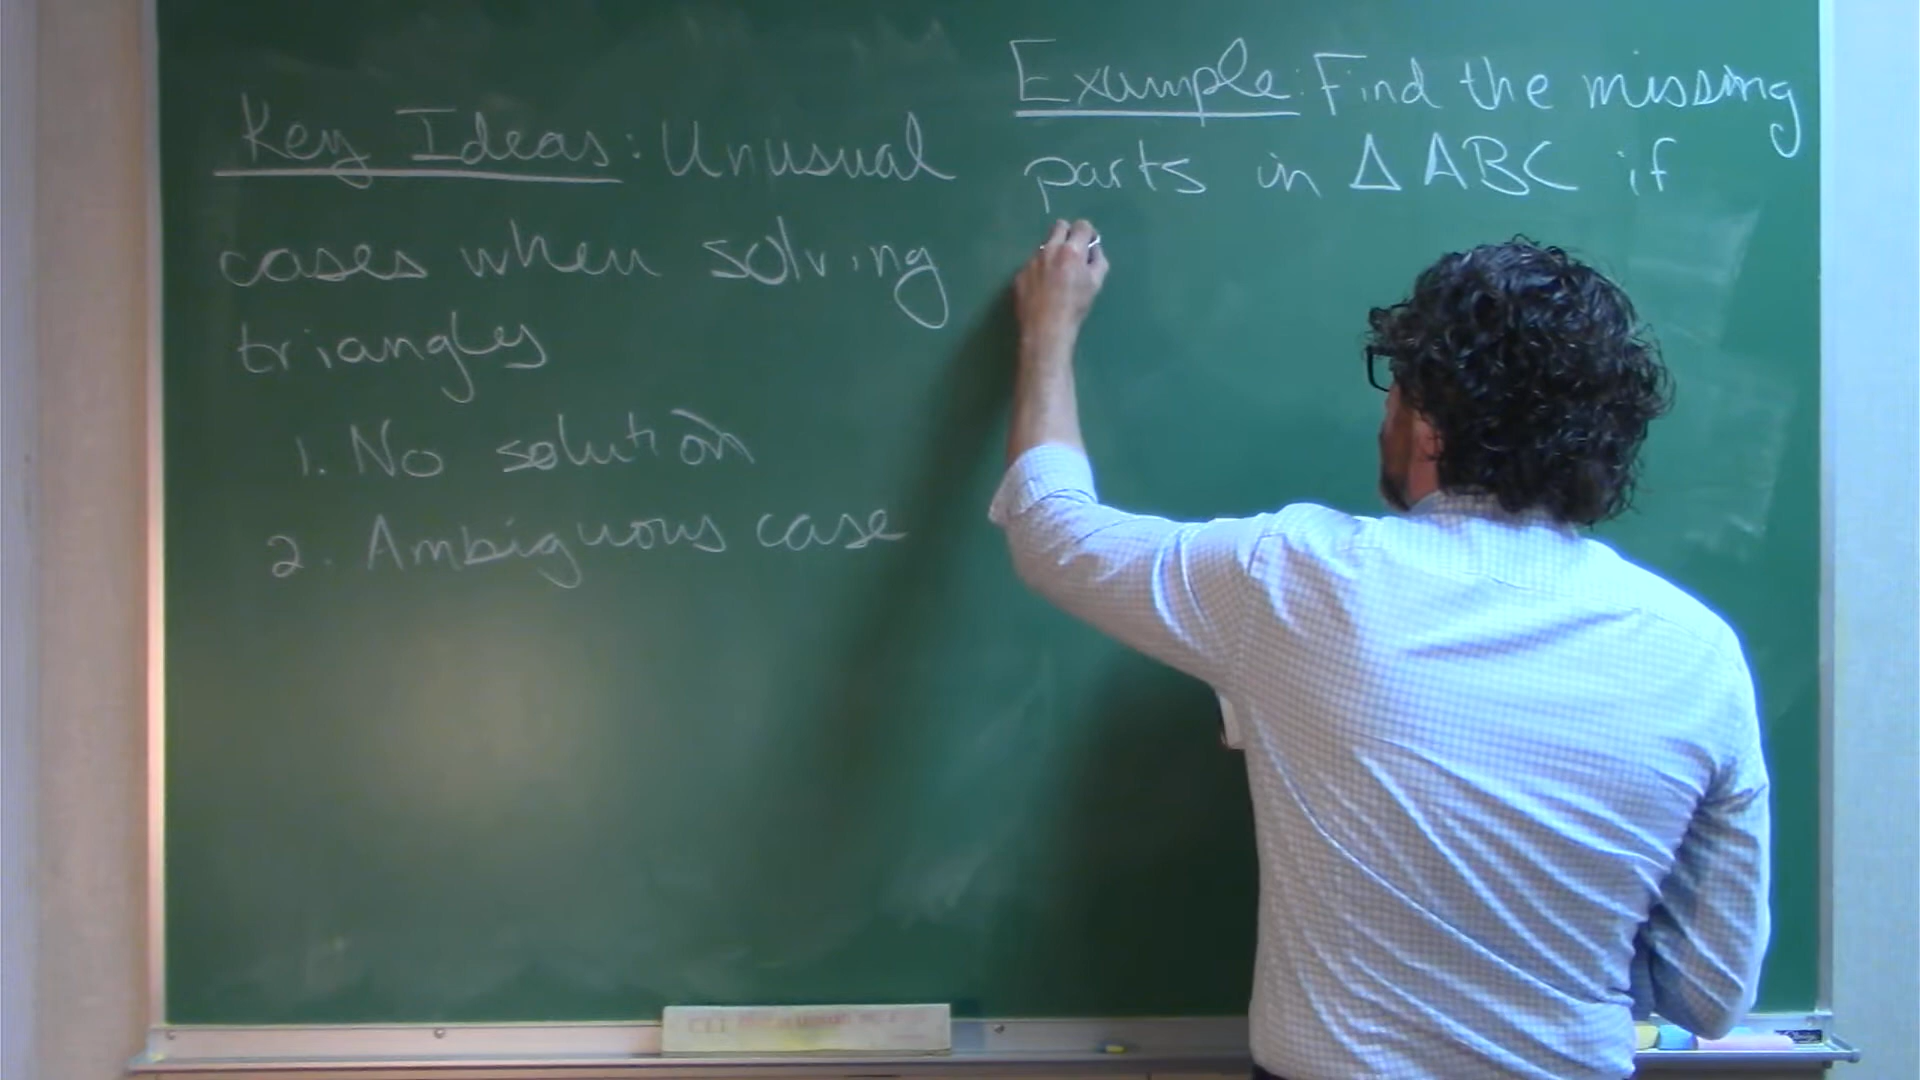 Key Ideas: Unusual
cases when solving
triangles
1. No solution
2. Ambiguous case
Example: Find the missing
parts in △ABC if